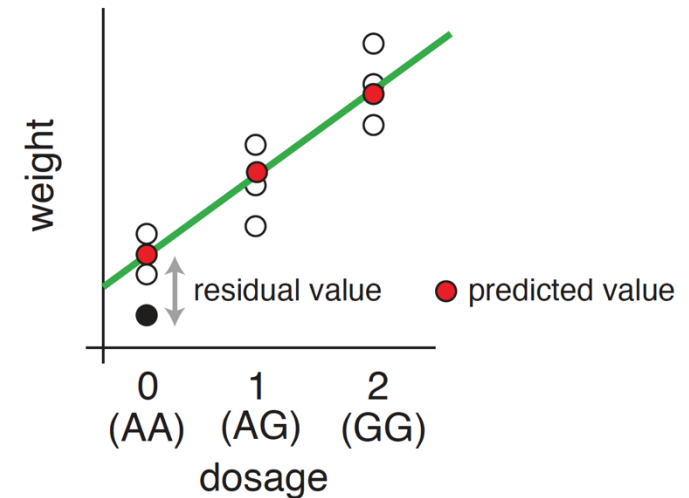 weight
residual value
predicted value
0 1 2
(AA) (AG) (GG)
dosage